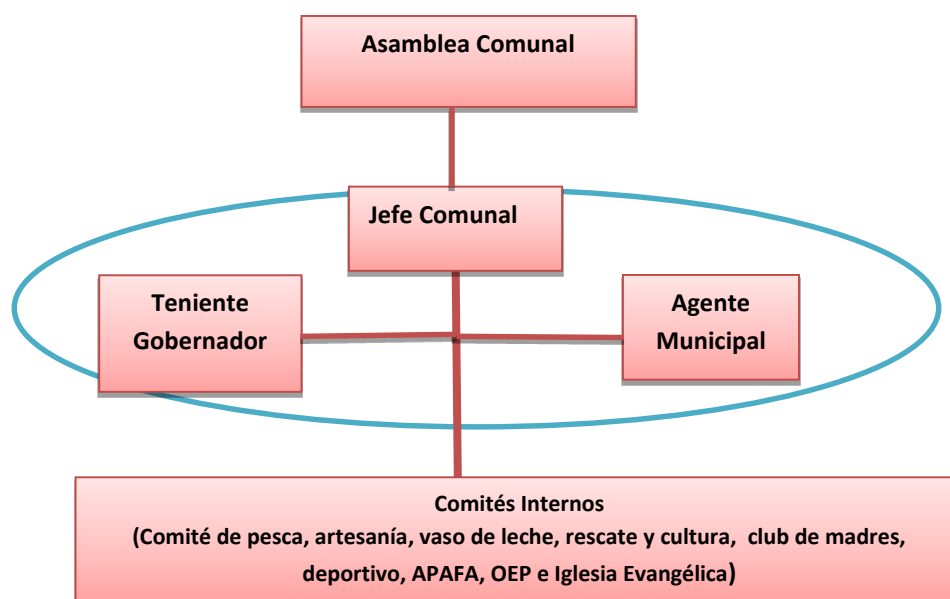 Asamblea Comunal
Jefe Comunal
Teniente
Gobernador
Agente
Municipal
Comités Internos
(Comité de pesca, artesanía, vaso de leche, rescate y cultura, club de madres,
deportivo, APAFA, OEP e Iglesia Evangélica)